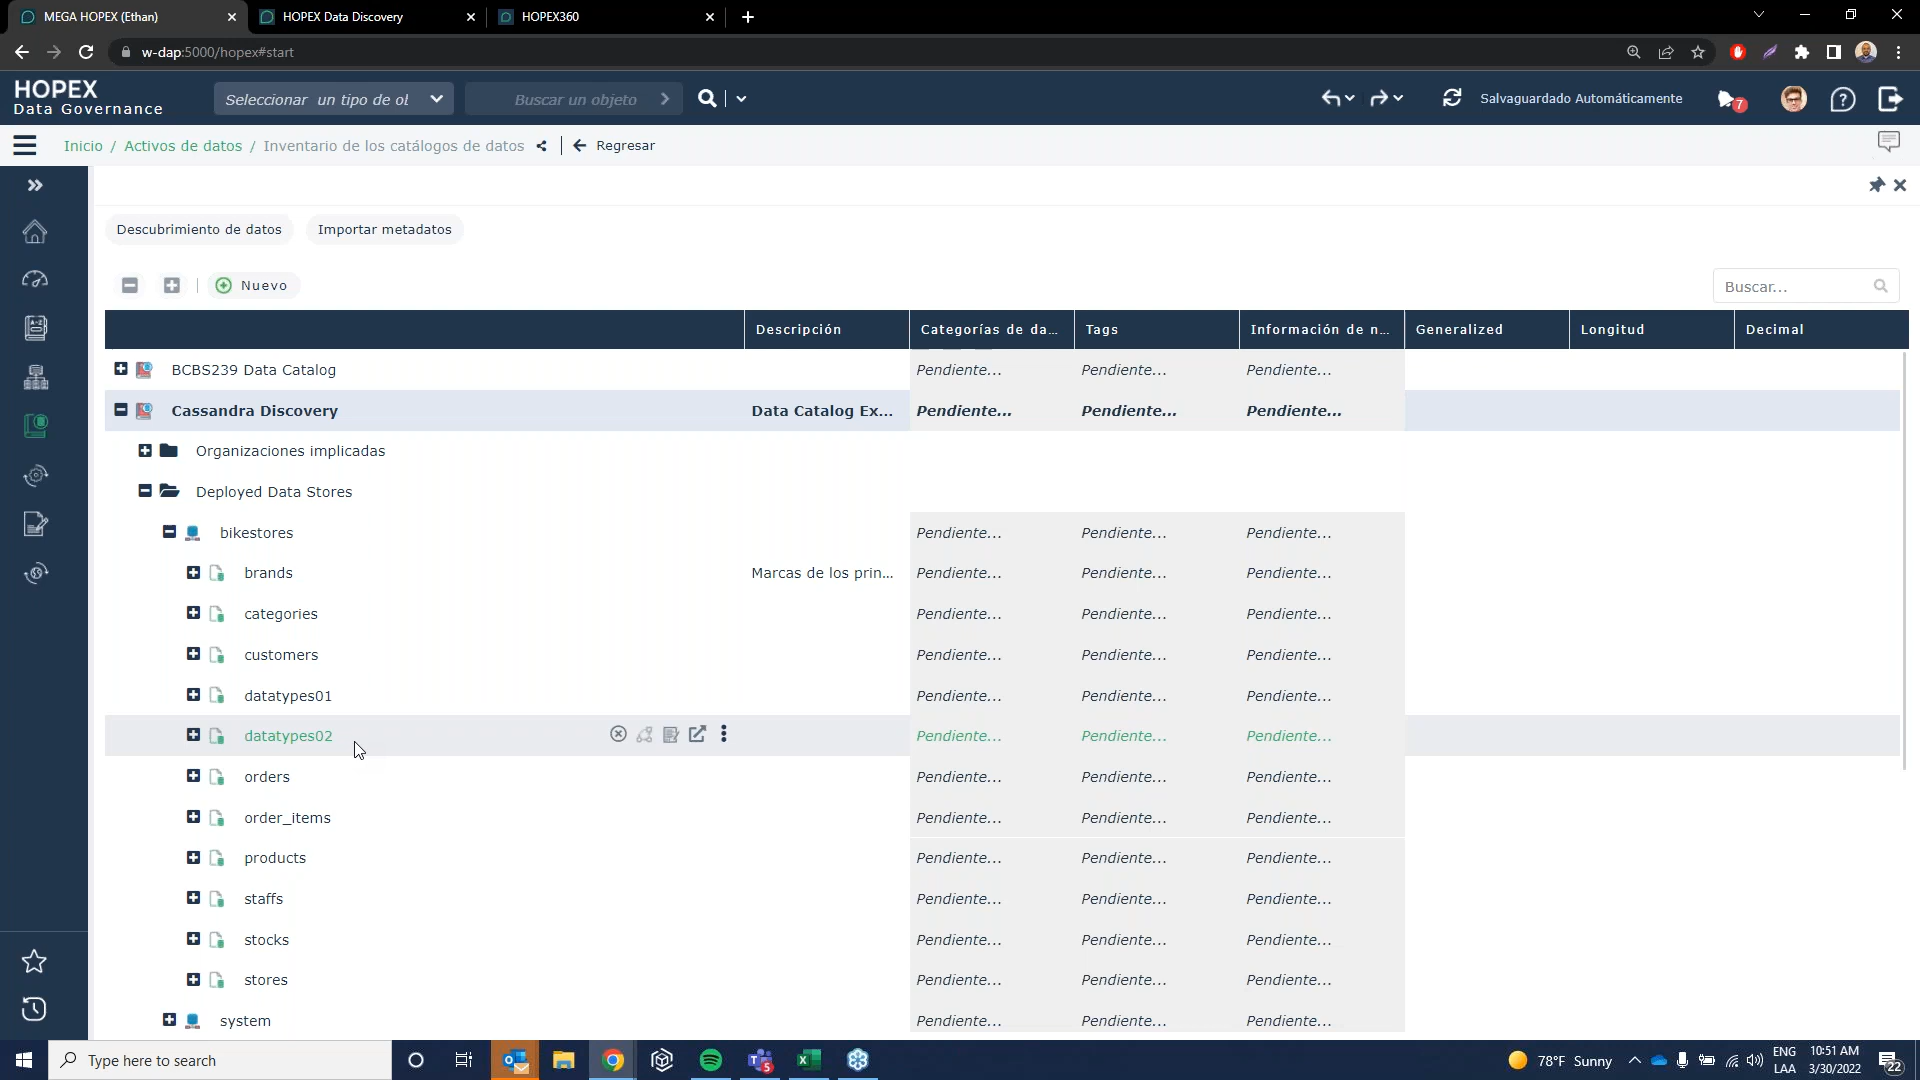 MEGA HOPEX (Ethan)
HOPEX Data Discovery
HOPEX360
w-dap:5000/hopex#start
HOPEX
Data Governance
Seleccionar un tipo de ol
Buscar un objeto
Salvaguardado Automáticamente
7
Inicio / Activos de datos / Inventario de los catálogos de datos
Regresar
Descubrimiento de datos
Importar metadatos
Nuevo
Buscar...
Descripción Categorías de da... Tags Información de n... Generalized Longitud Decimal
BCBS239 Data Catalog Pendiente... Pendiente... Pendiente...
Cassandra Discovery Data Catalog Ex... Pendiente... Pendiente... Pendiente...
Organizaciones implicadas
Deployed Data Stores
bikestores Pendiente... Pendiente... Pendiente...
brands Marcas de los prin... Pendiente... Pendiente... Pendiente...
categories Pendiente... Pendiente... Pendiente...
customers Pendiente... Pendiente... Pendiente...
datatypes01 Pendiente... Pendiente... Pendiente...
datatypes02 Pendiente... Pendiente... Pendiente...
orders Pendiente... Pendiente... Pendiente...
order_items Pendiente... Pendiente... Pendiente...
products Pendiente... Pendiente... Pendiente...
staffs Pendiente... Pendiente... Pendiente...
stocks Pendiente... Pendiente... Pendiente...
stores Pendiente... Pendiente... Pendiente...
system Pendiente... Pendiente... Pendiente...
Type here to search
5
78°F Sunny
ENG
LAA
10:51 AM
3/30/2022
22